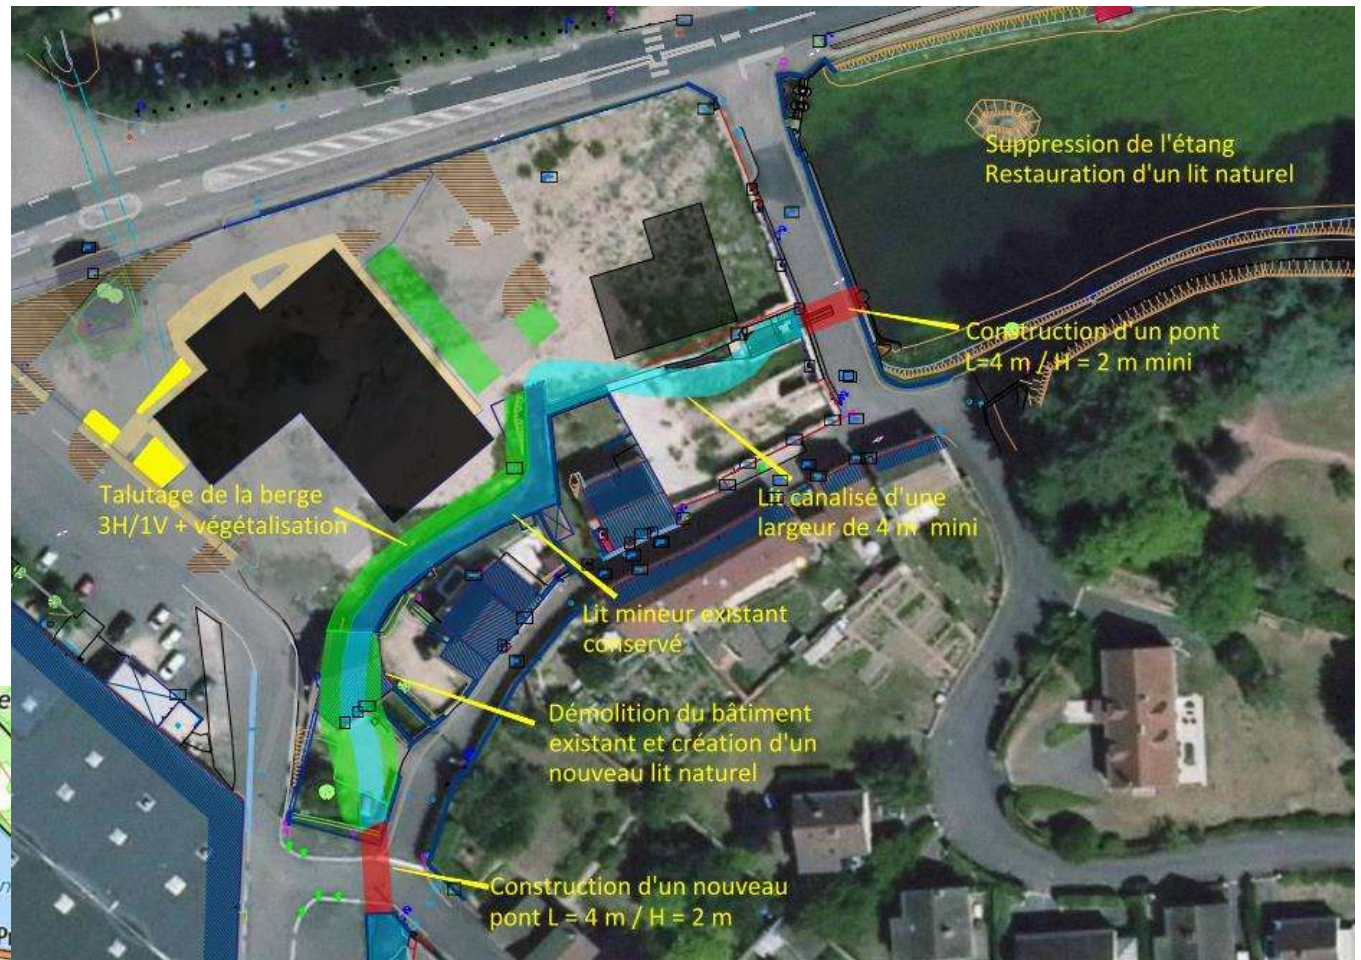 Suppression de l'étang
Restauration d'un lit naturel
Construction d'un pont
L=4 m / H = 2 m mini
Talutage de la berge
3H/1V + végétalisation
Lit canalisé d'une
largeur de 4 m mini
Lit mineur existant
conservé
Démolition du bâtiment
existant et création d'un
nouveau lit naturel
Construction d'un nouveau
pont L = 4 m / H = 2 m